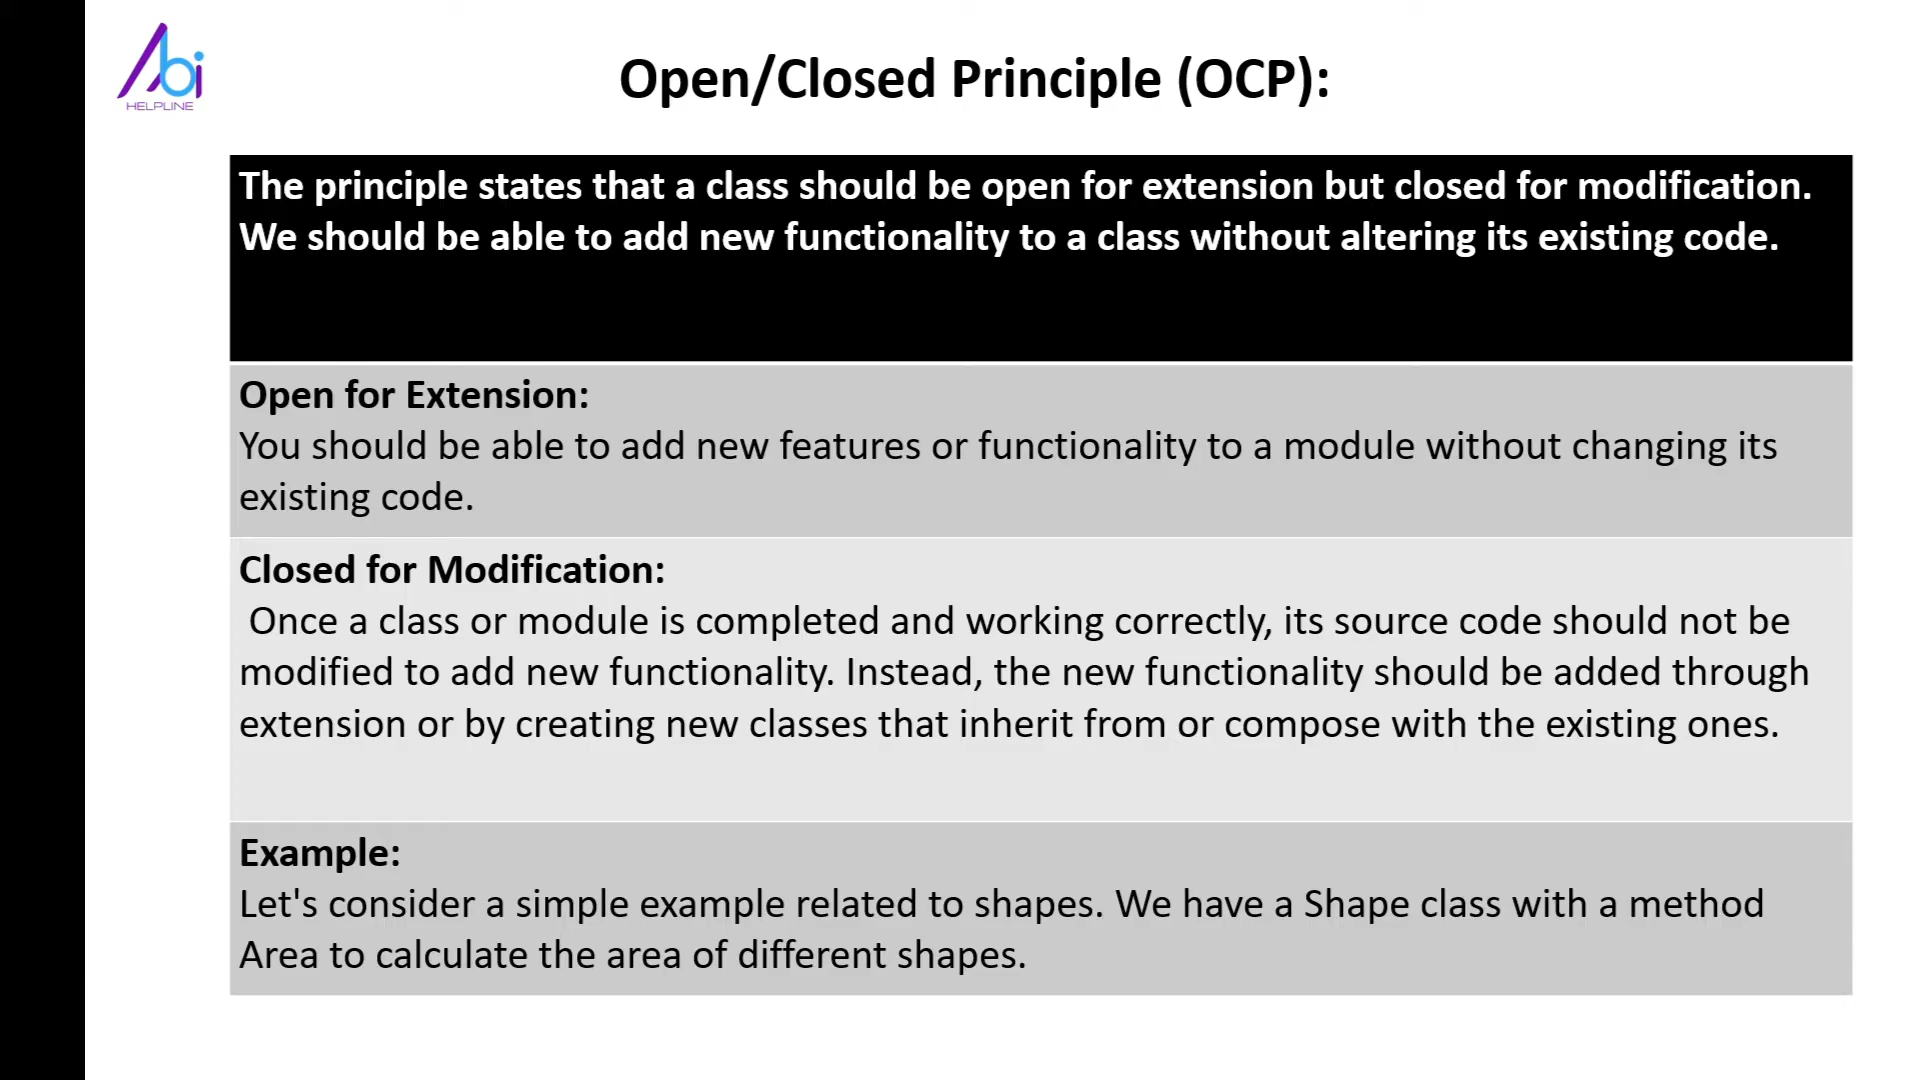 Abi
HELPLINE
Open/Closed Principle (OCP):
The principle states that a class should be open for extension but closed for modification.
We should be able to add new functionality to a class without altering its existing code.
Open for Extension:
You should be able to add new features or functionality to a module without changing its
existing code.
Closed for Modification:
Once a class or module is completed and working correctly, its source code should not be
modified to add new functionality. Instead, the new functionality should be added through
extension or by creating new classes that inherit from or compose with the existing ones.
Example:
Let's consider a simple example related to shapes. We have a Shape class with a method
Area to calculate the area of different shapes.